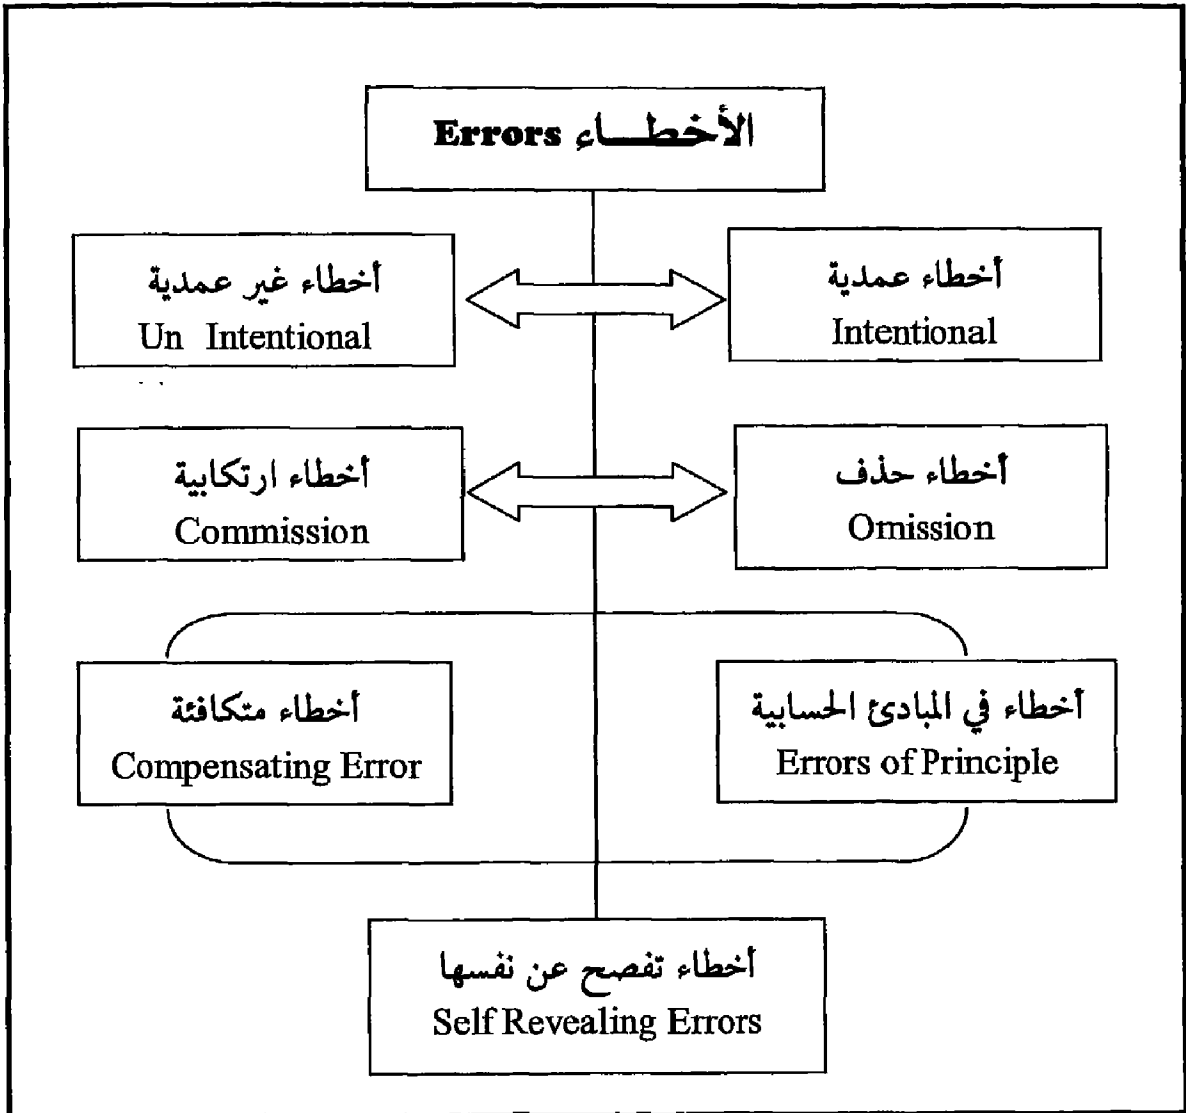 الأخطـــاء Errors
أخطاء عمدية
Intentional
أخطاء غير عمدية
Un Intentional
أخطاء حذف
Omission
أخطاء ارتكابية
Commission
أخطاء في المبادئ الحسابية
Errors of Principle
أخطاء متكافئة
Compensating Error
أخطاء تفصح عن نفسها
Self Revealing Errors